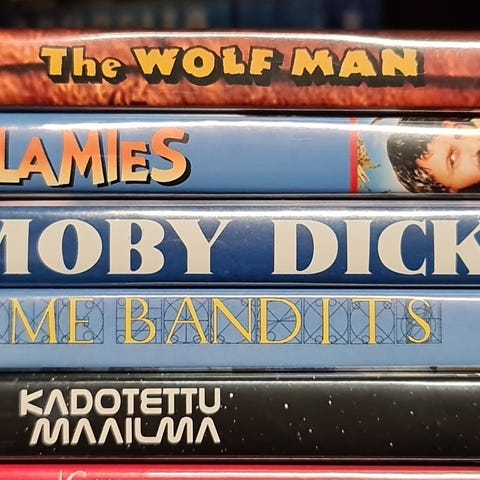 The WOLF MAN
LAMIES
MOBY DICK
ME BANDITS
KADOTETTU
MAAILMA